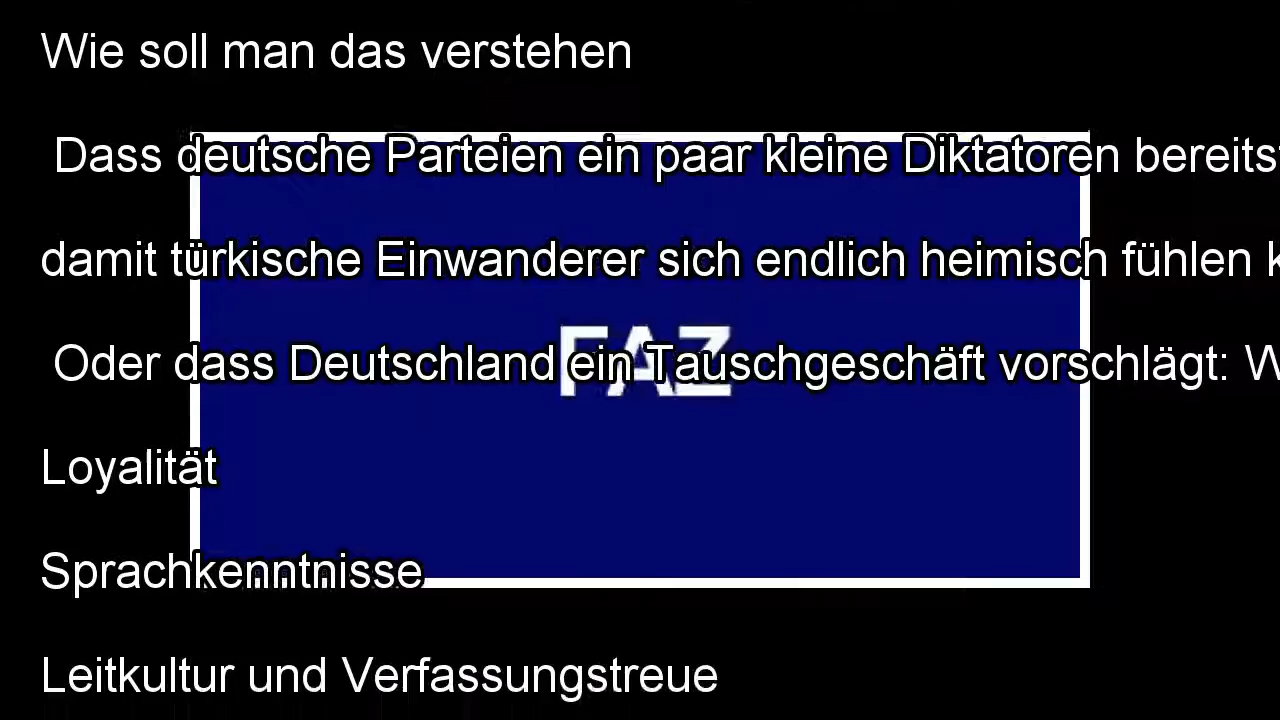 Wie soll man das verstehen
Dass deutsche Parteien ein paar kleine Diktatoren
damit türkische Einwanderer sich endlich heimisch fühlen
FAZ
Oder dass Deutschland ein Tauschgeschäft vorschlägt:
Loyalität
Sprachkenntnisse
Leitkultur und Verfassungstreue